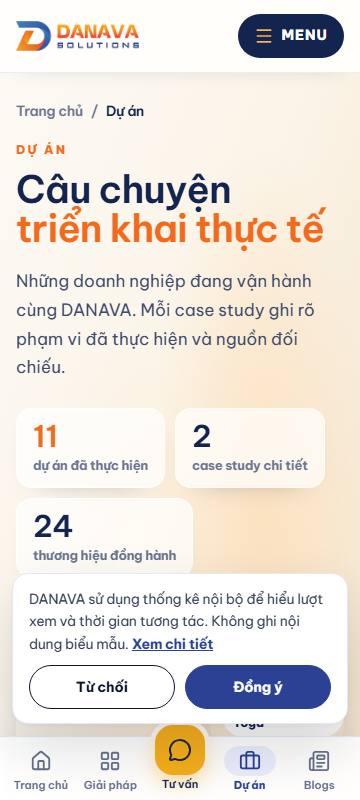 DANAVA
SOLUTIONS
MENU
Trang chủ / Dự án
DỰ ÁN
Câu chuyện
triển khai thực tế
Những doanh nghiệp đang vận hành
cùng DANAVA. Mỗi case study ghi rõ
phạm vi đã thực hiện và nguồn đối
chiếu.
11
dự án đã thực hiện
2
case study chi tiết
24
thương hiệu đồng hành
DANAVA sử dụng thống kê nội bộ để hiểu lượt
xem và thời gian tương tác. Không ghi nội
dung biểu mẫu. Xem chi tiết
Từ chối
Đồng ý
Trang chủ
Giải pháp
Tư vấn
Dự án
Blogs